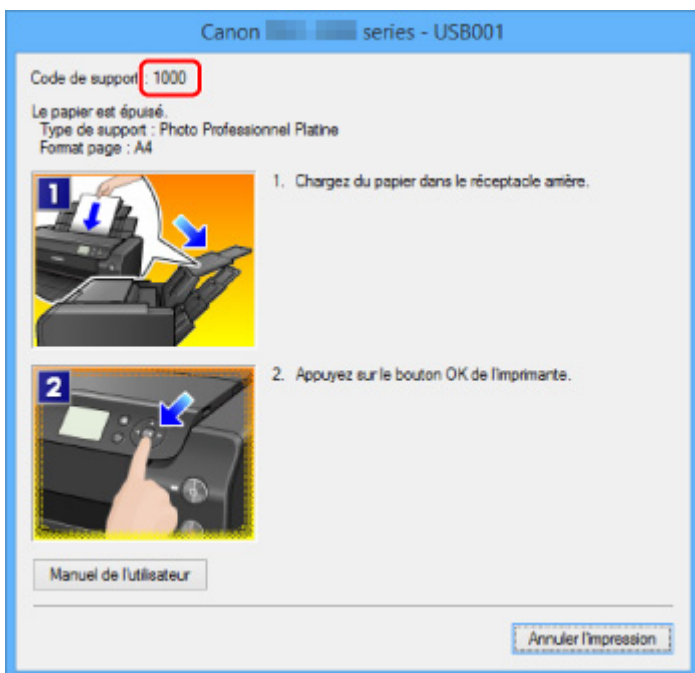 Canon series - USB001
Code de support : 1000
Le papier est épuisé.
Type de support : Photo Professionnel Platine
Format page : A4
1
1. Chargez du papier dans le réceptacle arrière.
2
2. Appuyez sur le bouton OK de l'imprimante.
Manuel de l'utilisateur
Annuler l'impression